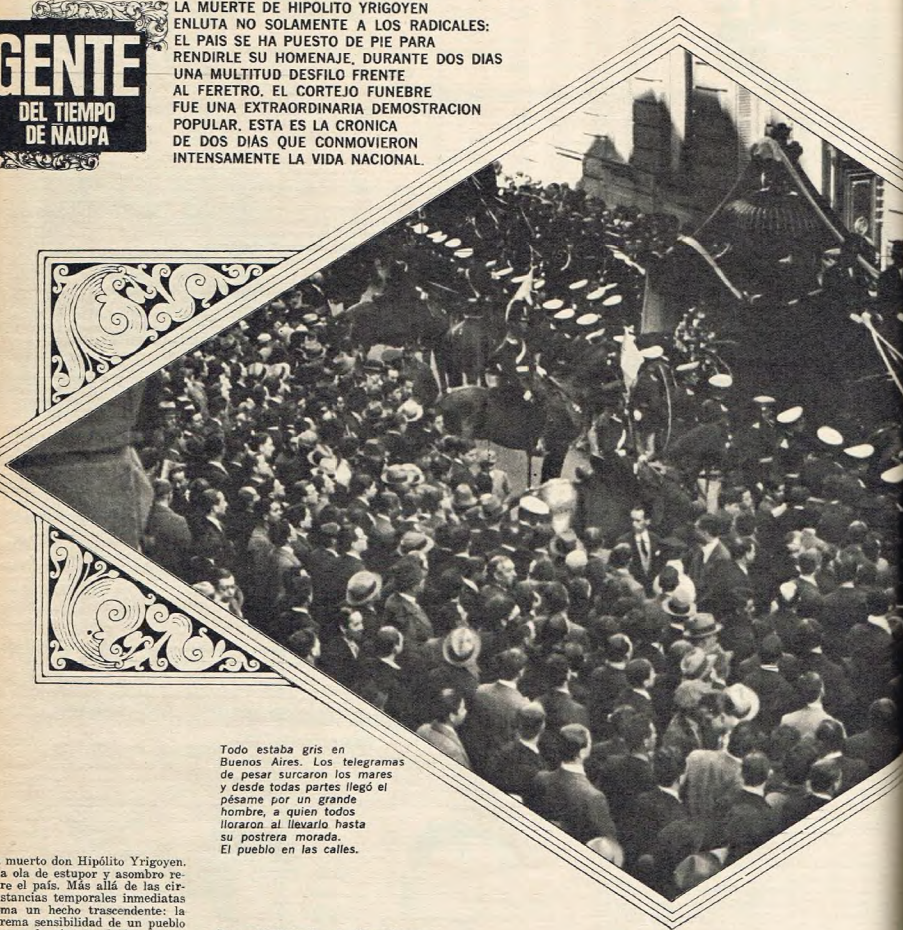 GENTE
DEL TIEMPO
DE NAUPA
LA MUERTE DE HIPOLITO YRIGOYEN
ENLUTA NO SOLAMENTE A LOS RADICALES:
EL PAIS SE HA PUESTO DE PIE PARA
RENDIRLE SU HOMENAJE, DURANTE DOS DIAS
UNA MULTITUD DESFILO FRENTE
AL FERETRO. EL CORTEJO FUNEBRE
FUE UNA EXTRAORDINARIA DEMOSTRACION
POPULAR. ESTA ES LA CRONICA
DE DOS DIÁS QUE CONMOVIERON
INTENSAMENTE LA VIDA NACIONAL.
Todo estaba gris en
Buenos Aires. Los telegramas
de pesar surcaron los mares
y desde todas partes llegó el
pésame por un grande
hombre, a quien todos
lloraron al llevarlo hasta
su postrera morada.
El pueblo en las calles.
muerto don Hipólito Yrigoyen.
a ola de estupor y asombro re-
re el país. Más allá de las cir-
stancias temporales inmediatas
ma un hecho trascendente: la
rema sensibilidad de un pueblo